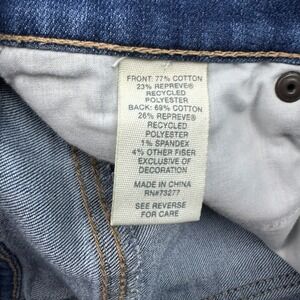 FRONT: 77% COTTON
23% REPREVE®
RECYCLED
POLYESTER
BACK: 69% COTTON
26% REPREVE®
RECYCLED
POLYESTER
1% SPANDEX
4% OTHER FIBER
EXCLUSIVE OF
DECORATION
MADE IN CHINA
RN#73277
SEE REVERSE
FOR CARE